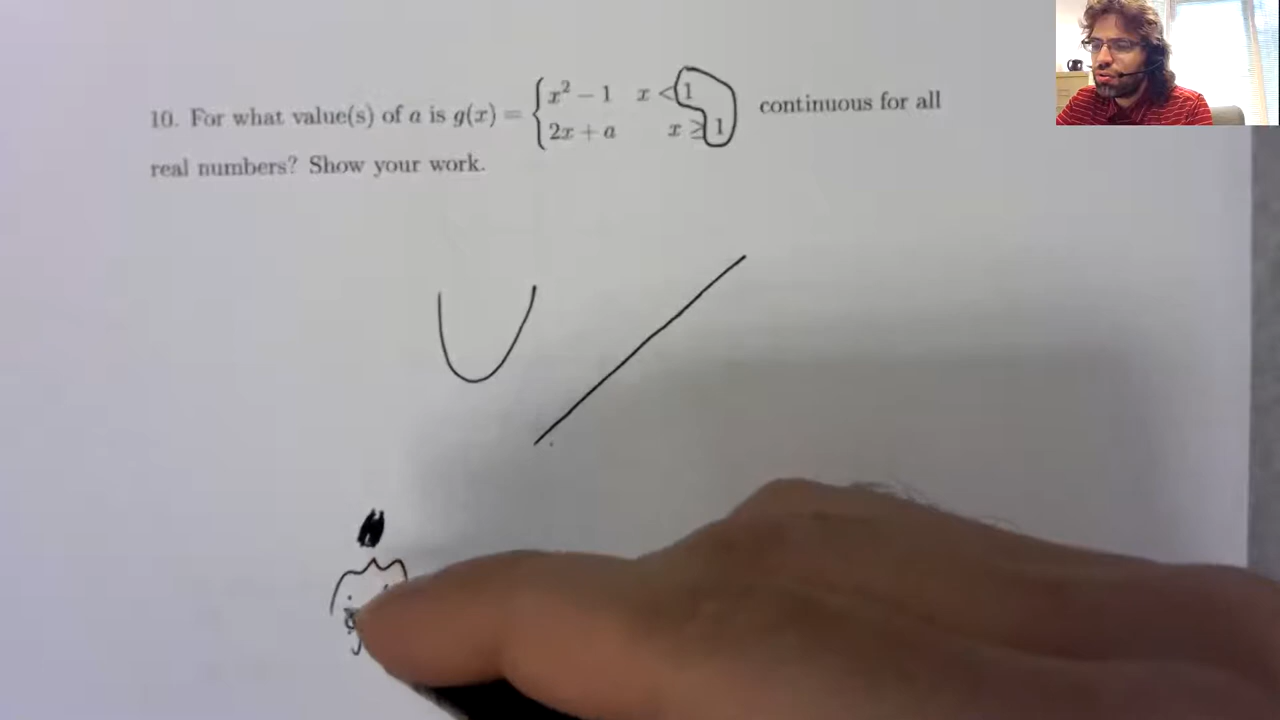 10. For what value(s) of a is g(x) = { x² − 1 x < 1 continuous for all
2x + a x ≥ 1
real numbers? Show your work.